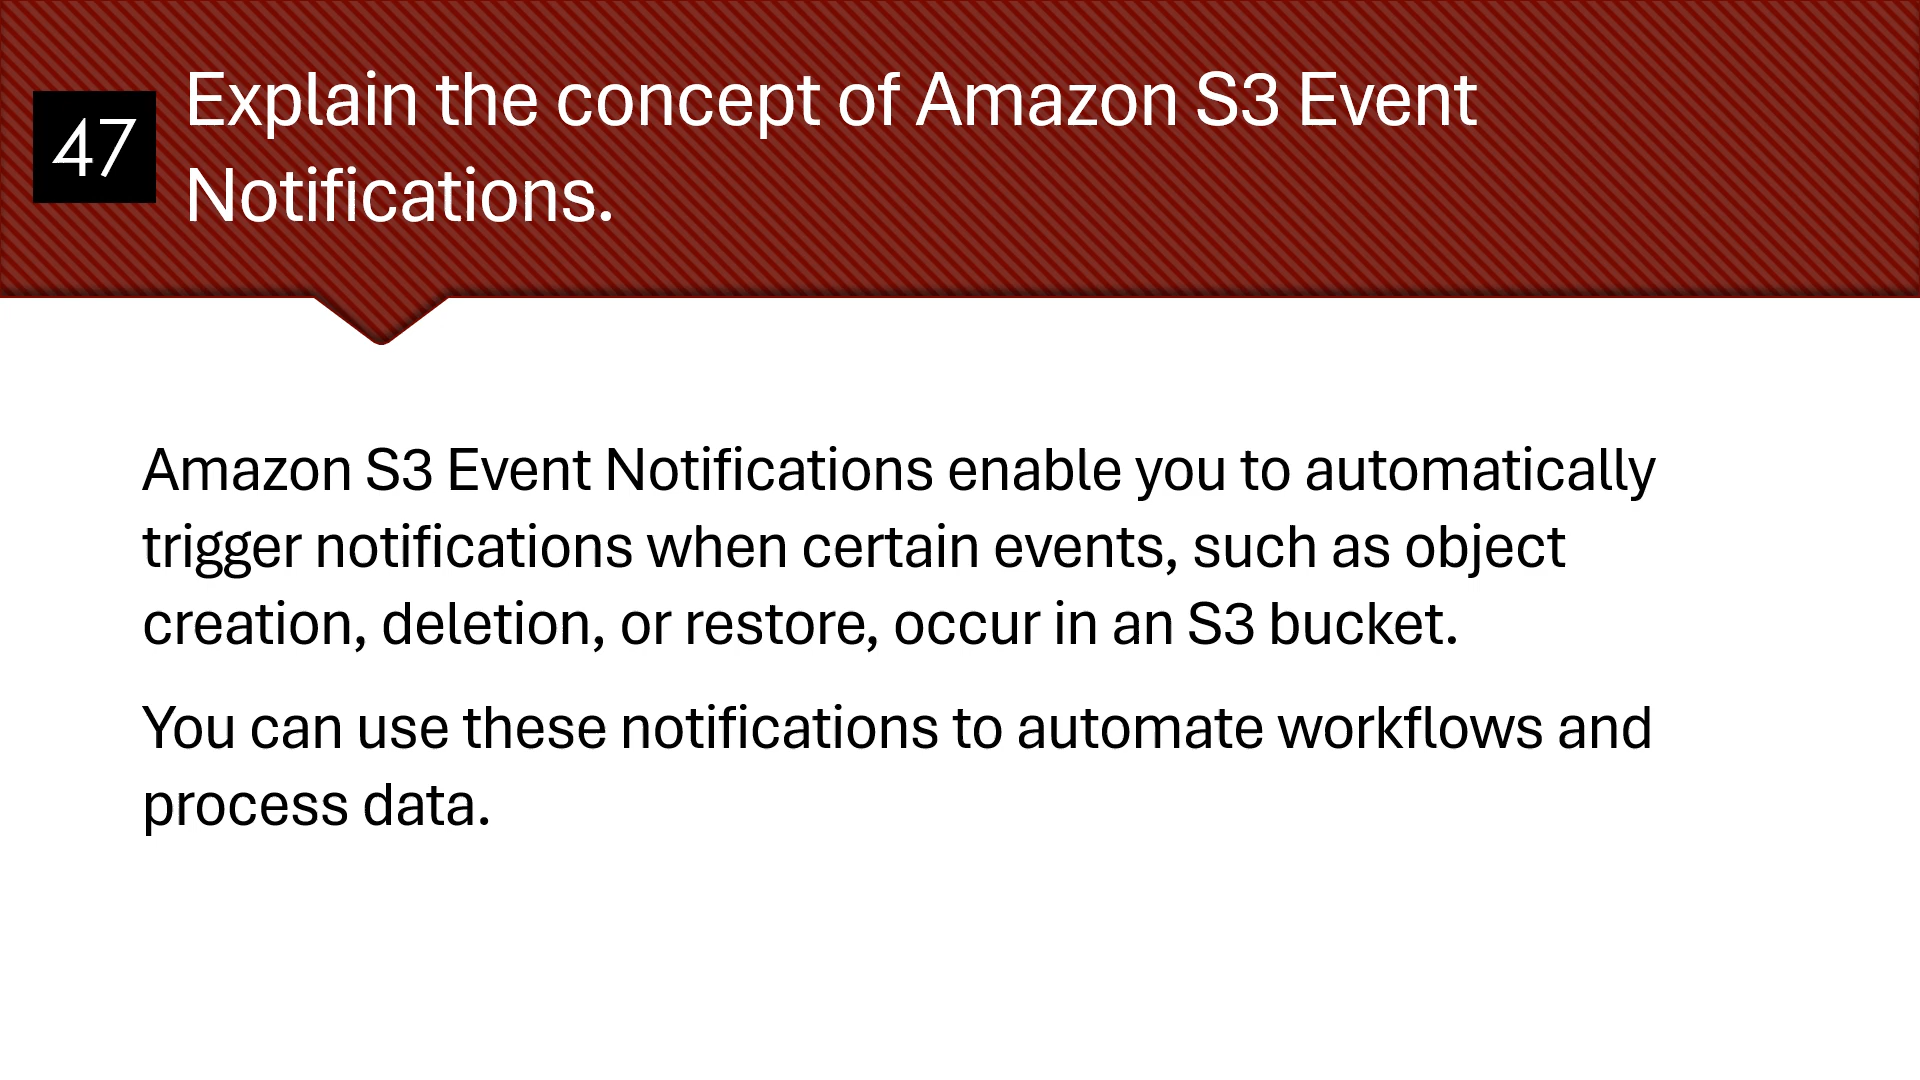 47
Explain the concept of Amazon S3 Event
Notifications.
Amazon S3 Event Notifications enable you to automatically
trigger notifications when certain events, such as object
creation, deletion, or restore, occur in an S3 bucket.
You can use these notifications to automate workflows and
process data.